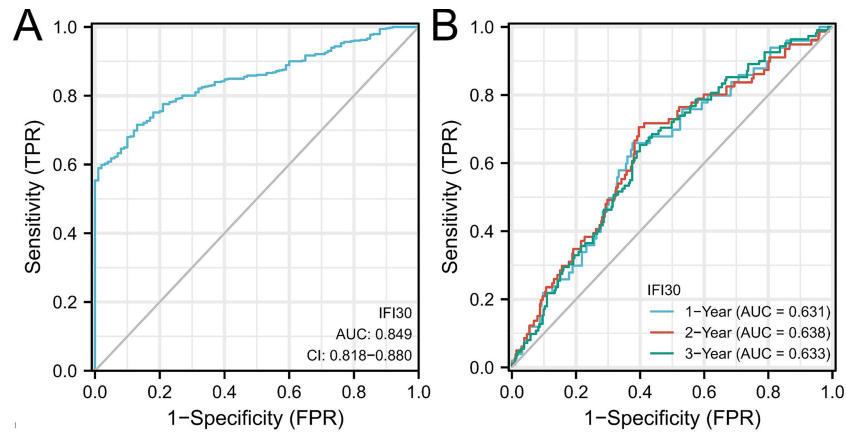 A
Sensitivity (TPR)
1.0
0.8
0.6
0.4
0.2
0.0
IFI30
AUC: 0.849
CI: 0.818−0.880
0.0 0.2 0.4 0.6 0.8 1.0
1−Specificity (FPR)
B
Sensitivity (TPR)
1.0
0.8
0.6
0.4
0.2
0.0
IFI30
1−Year (AUC = 0.631)
2−Year (AUC = 0.638)
3−Year (AUC = 0.633)
0.0 0.2 0.4 0.6 0.8 1.0
1−Specificity (FPR)